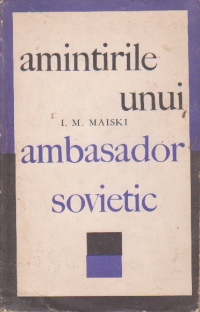 amintirile
unui
I. M. MAISKI
ambasador
sovietic